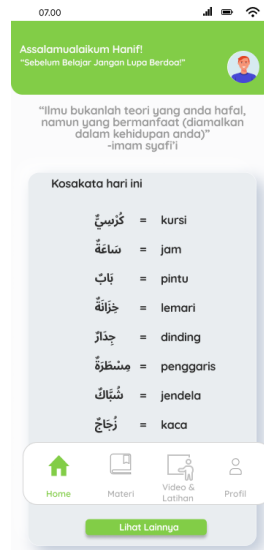 07.00
Assalamualaikum Hanif!
“Sebelum Belajar Jangan Lupa Berdoa!”
“Ilmu bukanlah teori yang anda hafal,
namun yang bermanfaat (diamalkan
dalam kehidupan anda)”
-imam syafi’i
Kosakata hari ini
كُرْسِيٌّ = kursi
سَاعَةٌ = jam
بَابٌ = pintu
خِزَانَةٌ = lemari
جِدَارٌ = dinding
مِسْطَرَةٌ = penggaris
شُبَّاكٌ = jendela
زُجَاجٌ = kaca
Home
Materi
Video &
Latihan
Profil
Lihat Lainnya